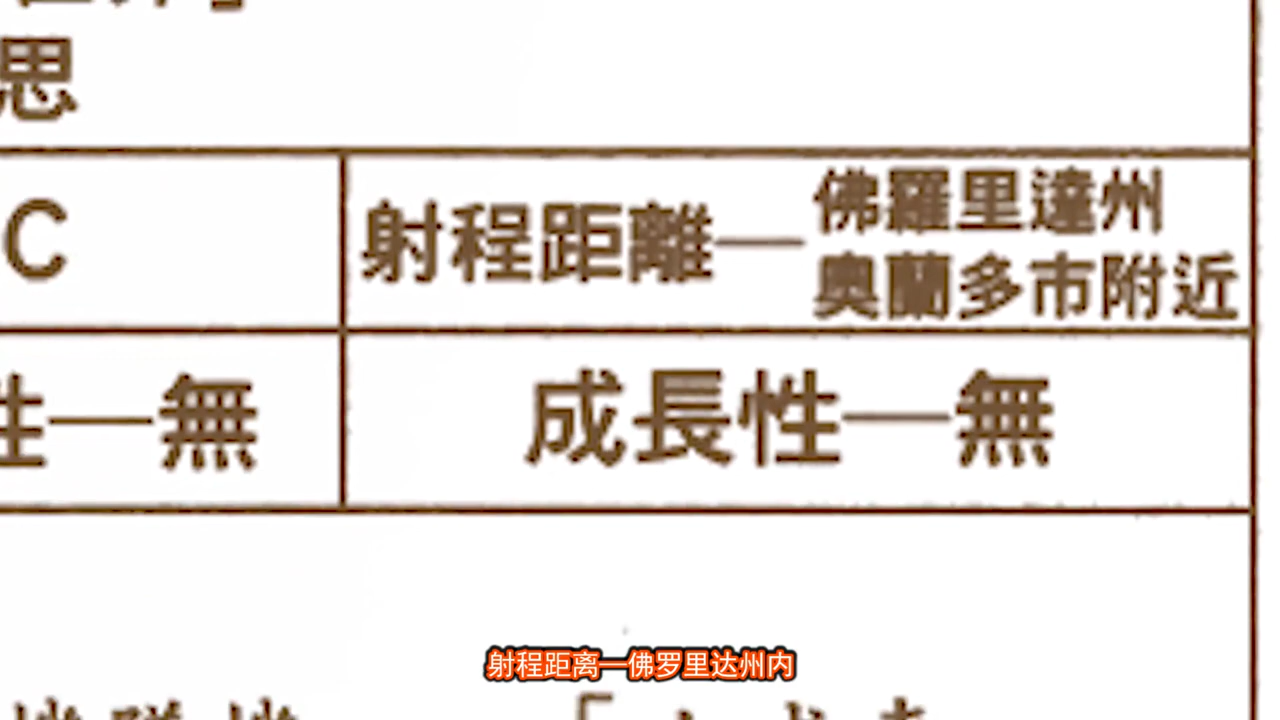 思
C
射程距離—佛羅里達州
奧蘭多市附近
性—無
成長性—無
射程距离—佛罗里达州内